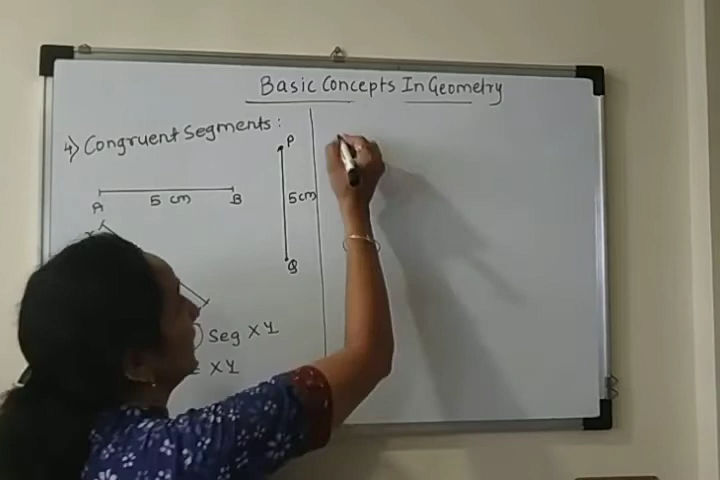 Basic Concepts In Geometry
4) Congruent Segments :
P
5 cm
5 cm
A
B
X
Q
Seg XY
= XY